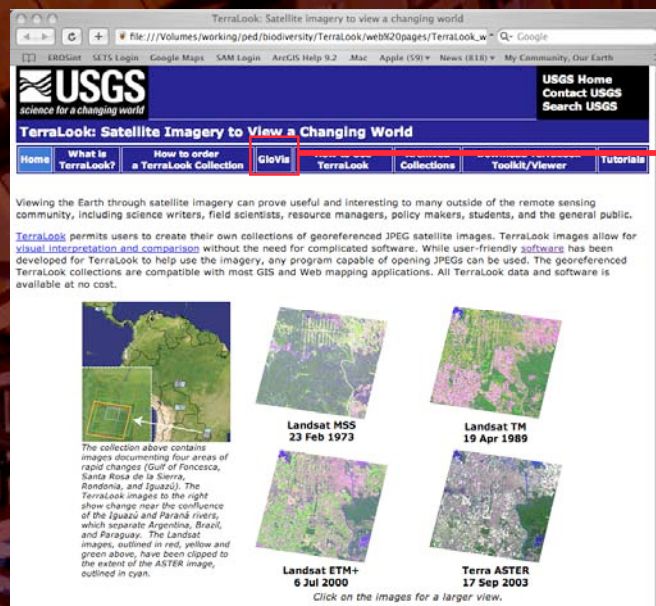 TerraLook: Satellite imagery to view a changing world
file:///Volumes/working/ped/biodiversity/TerraLook/web%20pages/TerraLook_w
Google
EROSint SETS Login Google Maps SAM Login ArcGIS Help 9.2 .Mac Apple (59) News (818) My Community, Our Earth
USGS
science for a changing world
USGS Home
Contact USGS
Search USGS
TerraLook: Satellite Imagery to View a Changing World
Home
What is
TerraLook?
How to order
a TerraLook Collection
GloVis
TerraLook
Collections
Toolkit/Viewer
Tutorials
Viewing the Earth through satellite imagery can prove useful and interesting to many outside of the remote sensing
community, including science writers, field scientists, resource managers, policy makers, students, and the general public.
TerraLook permits users to create their own collections of georeferenced JPEG satellite images. TerraLook images allow for
visual interpretation and comparison without the need for complicated software. While user-friendly software has been
developed for TerraLook to help use the imagery, any program capable of opening JPEGs can be used. The georeferenced
TerraLook collections are compatible with most GIS and Web mapping applications. All TerraLook data and software is
available at no cost.
The collection above contains
images documenting four areas of
rapid changes (Gulf of Foncesca,
Santa Rosa de la Sierra,
Rondonia, and Iguazú). The
TerraLook images to the right
show change near the confluence
of the Iguazú and Paraná rivers,
which separate Argentina, Brazil,
and Paraguay. The Landsat
images, outlined in red, yellow and
green above, have been clipped to
the extent of the ASTER image,
outlined in cyan.
Landsat MSS
23 Feb 1973
Landsat TM
19 Apr 1989
Landsat ETM+
6 Jul 2000
Terra ASTER
17 Sep 2003
Click on the images for a larger view.